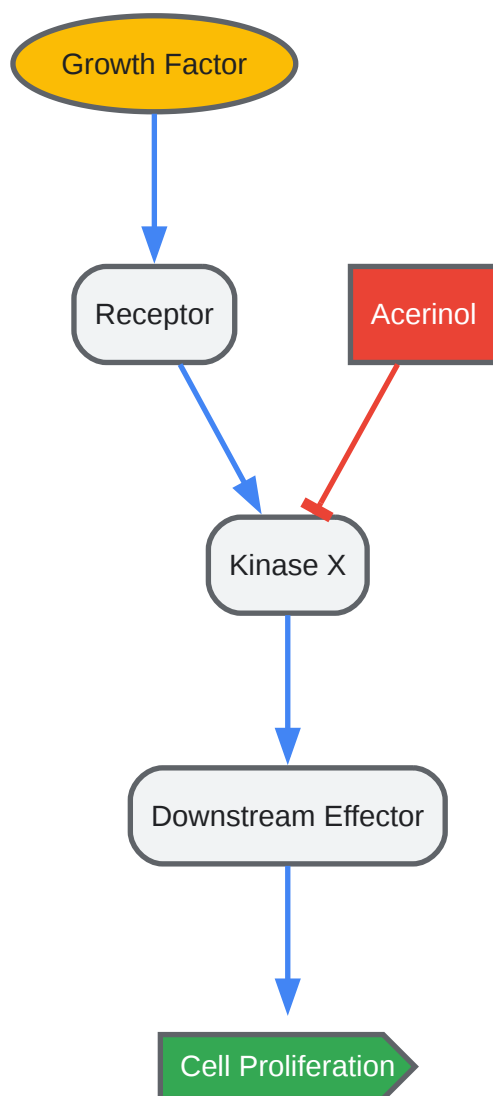 Growth Factor
Receptor
Acerinol
Kinase X
Downstream Effector
Cell Proliferation